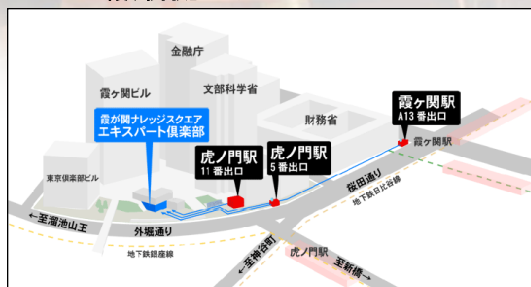 金融庁
霞ヶ関ビル
文部科学省
霞が関ナレッジスクエア
エキスパート倶楽部
財務省
霞ヶ関駅
A13 番出口
霞ヶ関駅
虎ノ門駅
11 番出口
虎ノ門駅
5 番出口
東京倶楽部ビル
桜田通り
地下鉄日比谷線
←至溜池山王
外堀通り
地下鉄銀座線
←至神谷町
虎ノ門駅
至新橋→